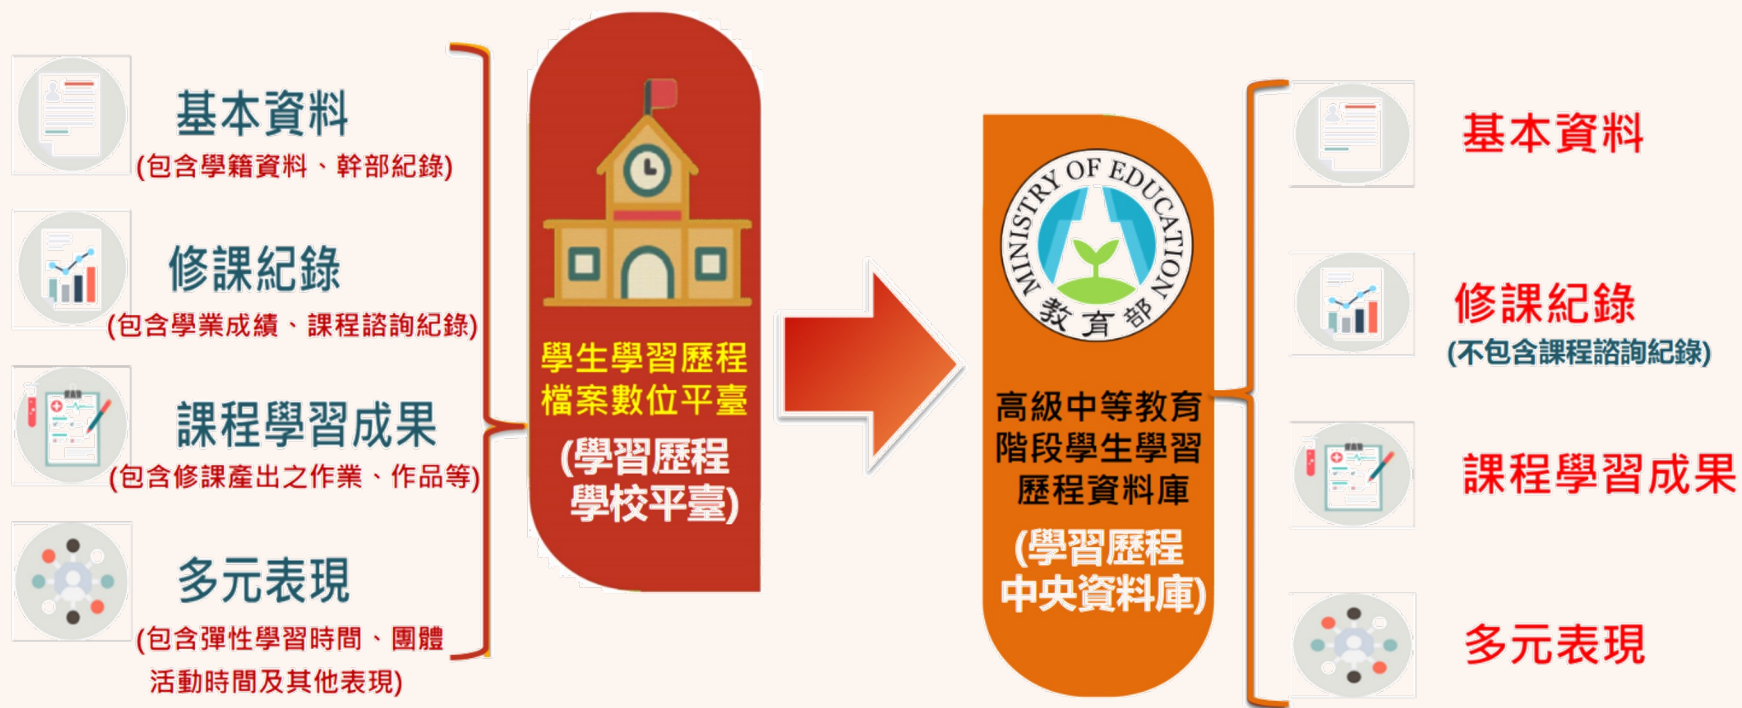 基本資料
(包含學籍資料、幹部紀錄)
修課紀錄
(包含學業成績、課程諮詢紀錄)
課程學習成果
(包含修課產出之作業、作品等)
多元表現
(包含彈性學習時間、團體
活動時間及其他表現)
學生學習歷程
檔案數位平臺
(學習歷程
學校平臺)
MINISTRY OF EDUCATION
教育部
高級中等教育
階段學生學習
歷程資料庫
(學習歷程
中央資料庫)
基本資料
修課紀錄
(不包含課程諮詢紀錄)
課程學習成果
多元表現